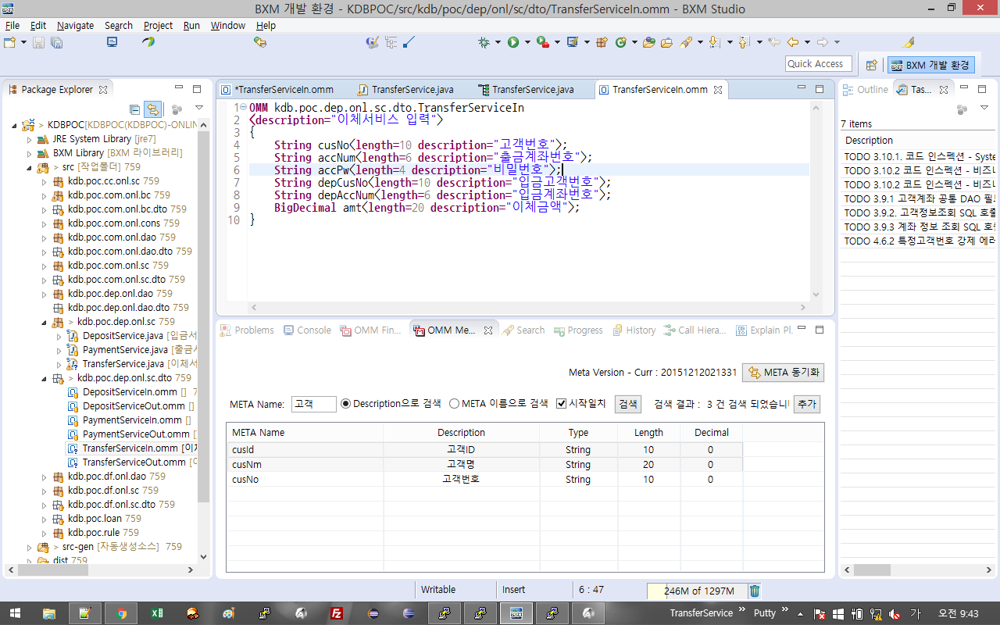 BXM 개발 환경 - KDBPOC/src/kdb/poc/dep/onl/sc/dto/TransferServiceIn.omm - BXM Studio
File Edit Navigate Search Project Run Window Help
Quick Access
BXM 개발 환경
Package Explorer
KDBPOC[KDBPOC(KDBPOC)-ONLIN
JRE System Library [jre7]
BXM Library [BXM 라이브러리]
> src [작업폴더] 759
kdb.poc.cc.onl.sc 759
kdb.poc.com.onl.bc 759
kdb.poc.com.onl.bc.dto 759
kdb.poc.com.onl.cons 759
kdb.poc.com.onl.dao 759
kdb.poc.com.onl.dao.dto 759
kdb.poc.com.onl.sc 759
kdb.poc.com.onl.sc.dto 759
kdb.poc.dep.onl.dao 759
kdb.poc.dep.onl.dao.dto 759
> kdb.poc.dep.onl.sc 759
DepositService.java [입금서
PaymentService.java [출금서
TransferService.java [이체서
> kdb.poc.dep.onl.sc.dto 759
DepositServiceIn.omm [] 7
DepositServiceOut.omm []
PaymentServiceIn.omm []
PaymentServiceOut.omm [
TransferServiceIn.omm [이체
TransferServiceOut.omm [이
kdb.poc.df.onl.dao 759
kdb.poc.df.onl.sc 759
kdb.poc.df.onl.sc.dto 759
kdb.poc.loan 759
kdb.poc.rule 759
> src-gen [자동생성소스] 759
dist 759
*TransferServiceIn.omm TransferService.java TransferService.java TransferServiceIn.omm
1 OMM kdb.poc.dep.onl.sc.dto.TransferServiceIn
2 <description="이체서비스 입력">
3 {
4 String cusNo<length=10 description="고객번호">;
5 String accNum<length=6 description="출금계좌번호">;
6 String accPw<length=4 description="비밀번호">;
7 String depCusNo<length=10 description="입금고객번호">;
8 String depAccNum<length=6 description="입금계좌번호">;
9 BigDecimal amt<length=20 description="이체금액">;
10 }
Outline Tas...
7 items
Description
TODO 3.10.1. 코드 인스펙션 - Syste
TODO 3.10.2 코드 인스펙션 - 비즈니
TODO 3.10.2 코드 인스펙션 - 비즈니
TODO 3.9.1 고객계좌 공통 DAO 필
TODO 3.9.2. 고객정보조회 SQL 호출
TODO 3.9.3 계좌 정보 조회 SQL 호출
TODO 4.6.2 특정고객번호 강제 에러
Problems Console OMM Fin... OMM Me... Search Progress History Call Hiera... Explain Pl...
Meta Version - Curr : 20151212021331 META 동기화
META Name: 고객 Description으로 검색 META 이름으로 검색 시작일치 검색 검색 결과 : 3 건 검색 되었습니 추가
META Name Description Type Length Decimal
cusId 고객ID String 10 0
cusNm 고객명 String 20 0
cusNo 고객번호 String 10 0
Writable Insert 6 : 47 246M of 1297M
TransferService Putty 가 오전 9:43